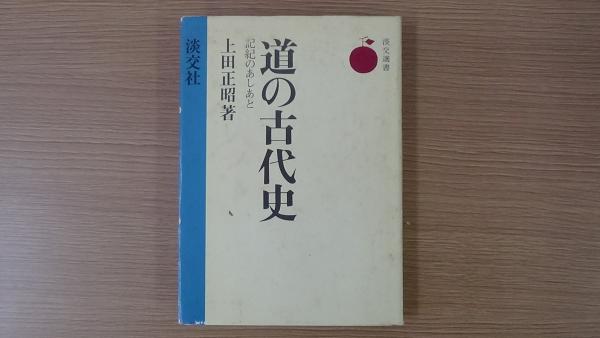 淡交選書
道の古代史
記紀のあしあと
上田正昭著
淡交社